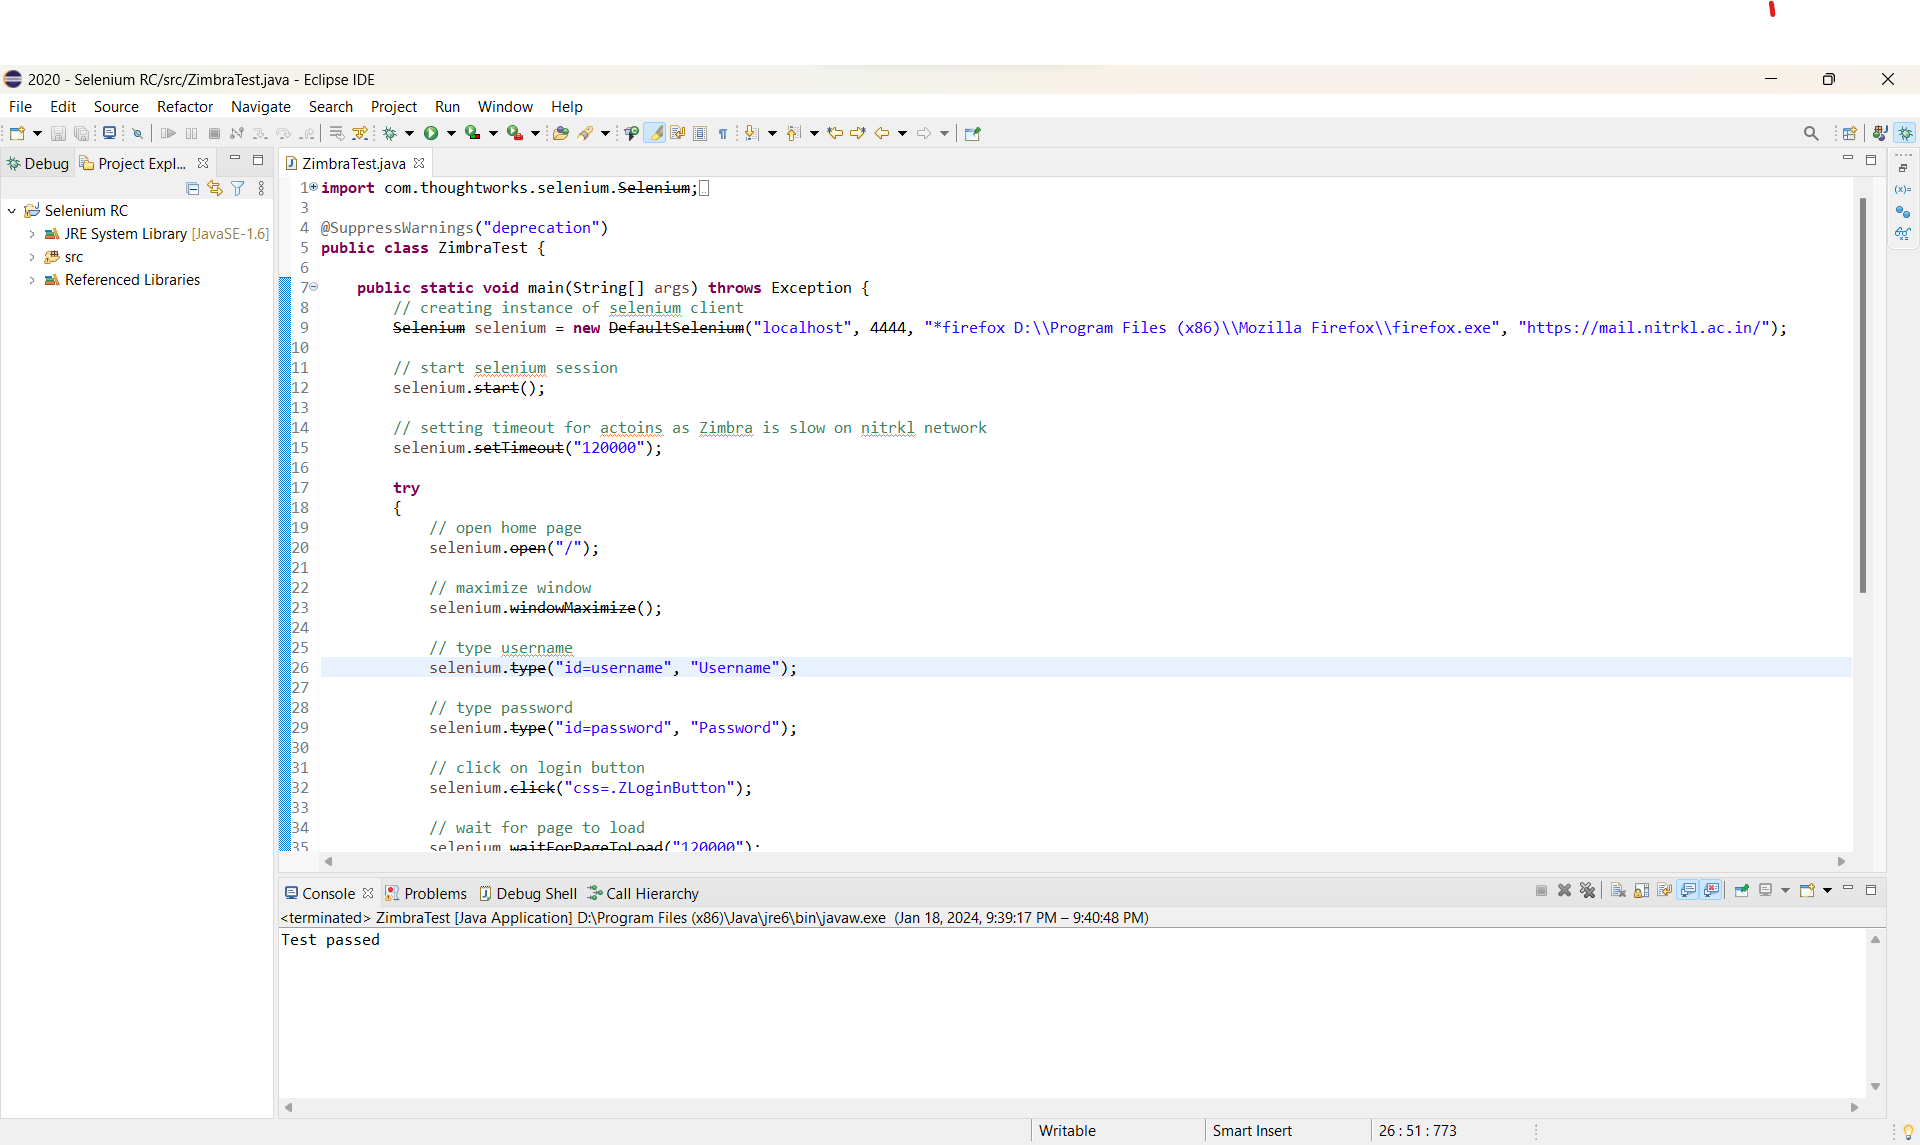 2020 - Selenium RC/src/ZimbraTest.java - Eclipse IDE
File Edit Source Refactor Navigate Search Project Run Window Help
Debug Project Expl... ZimbraTest.java
Selenium RC
JRE System Library [JavaSE-1.6]
src
Referenced Libraries
1 import com.thoughtworks.selenium.Selenium;
3
4 @SuppressWarnings("deprecation")
5 public class ZimbraTest {
6
7 public static void main(String[] args) throws Exception {
8 // creating instance of selenium client
9 Selenium selenium = new DefaultSelenium("localhost", 4444, "*firefox D:\\Program Files (x86)\\Mozilla Firefox\\firefox.exe", "https://mail.nitrkl.ac.in/");
10
11 // start selenium session
12 selenium.start();
13
14 // setting timeout for actoins as Zimbra is slow on nitrkl network
15 selenium.setTimeout("120000");
16
17 try
18 {
19 // open home page
20 selenium.open("/");
21
22 // maximize window
23 selenium.windowMaximize();
24
25 // type username
26 selenium.type("id=username", "Username");
27
28 // type password
29 selenium.type("id=password", "Password");
30
31 // click on login button
32 selenium.click("css=.ZLoginButton");
33
34 // wait for page to load
35 selenium.waitForPageToLoad("120000");
Console Problems Debug Shell Call Hierarchy
<terminated> ZimbraTest [Java Application] D:\Program Files (x86)\Java\jre6\bin\javaw.exe (Jan 18, 2024, 9:39:17 PM – 9:40:48 PM)
Test passed
Writable Smart Insert 26 : 51 : 773